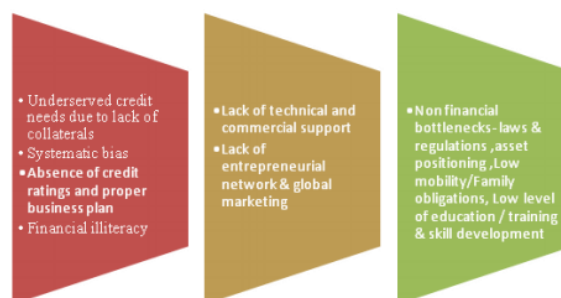 • Underserved credit
needs due to lack of
collaterals
• Systematic bias
•Absence of credit
ratings and proper
business plan
• Financial illiteracy
•Lack of technical and
commercial support
•Lack of
entrepreneurial
network & global
marketing
•Non financial
bottlenecks- laws &
regulations ,asset
positioning ,Low
mobility/Family
obligations, Low level
of education / training
& skill development